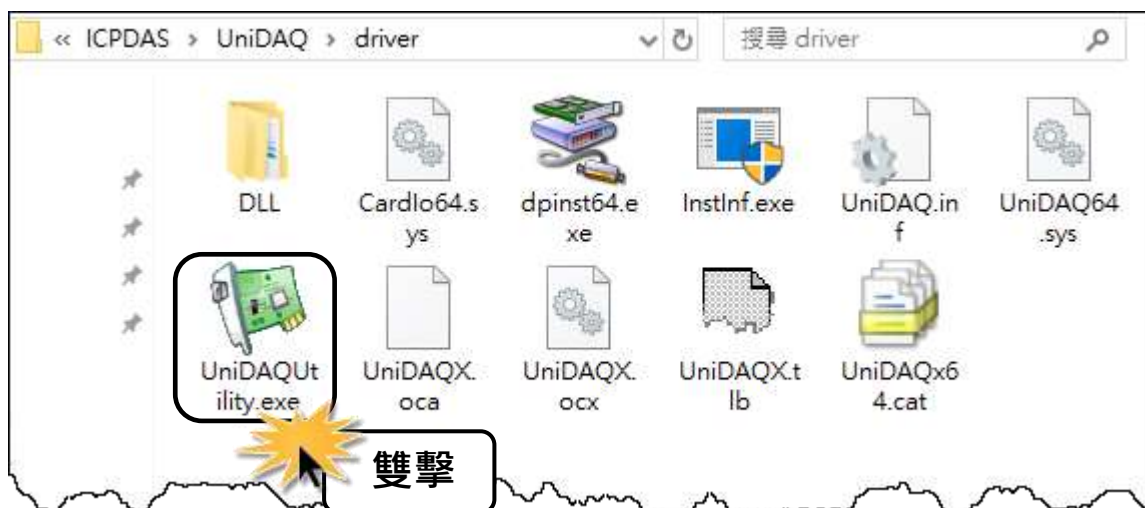 « ICPDAS > UniDAQ > driver
搜尋 driver
DLL
CardIo64.s
ys
dpinst64.e
xe
InstInf.exe
UniDAQ.in
f
UniDAQ64
.sys
UniDAQUt
ility.exe
UniDAQX.
oca
UniDAQX.
ocx
UniDAQX.t
lb
UniDAQx6
4.cat
雙擊